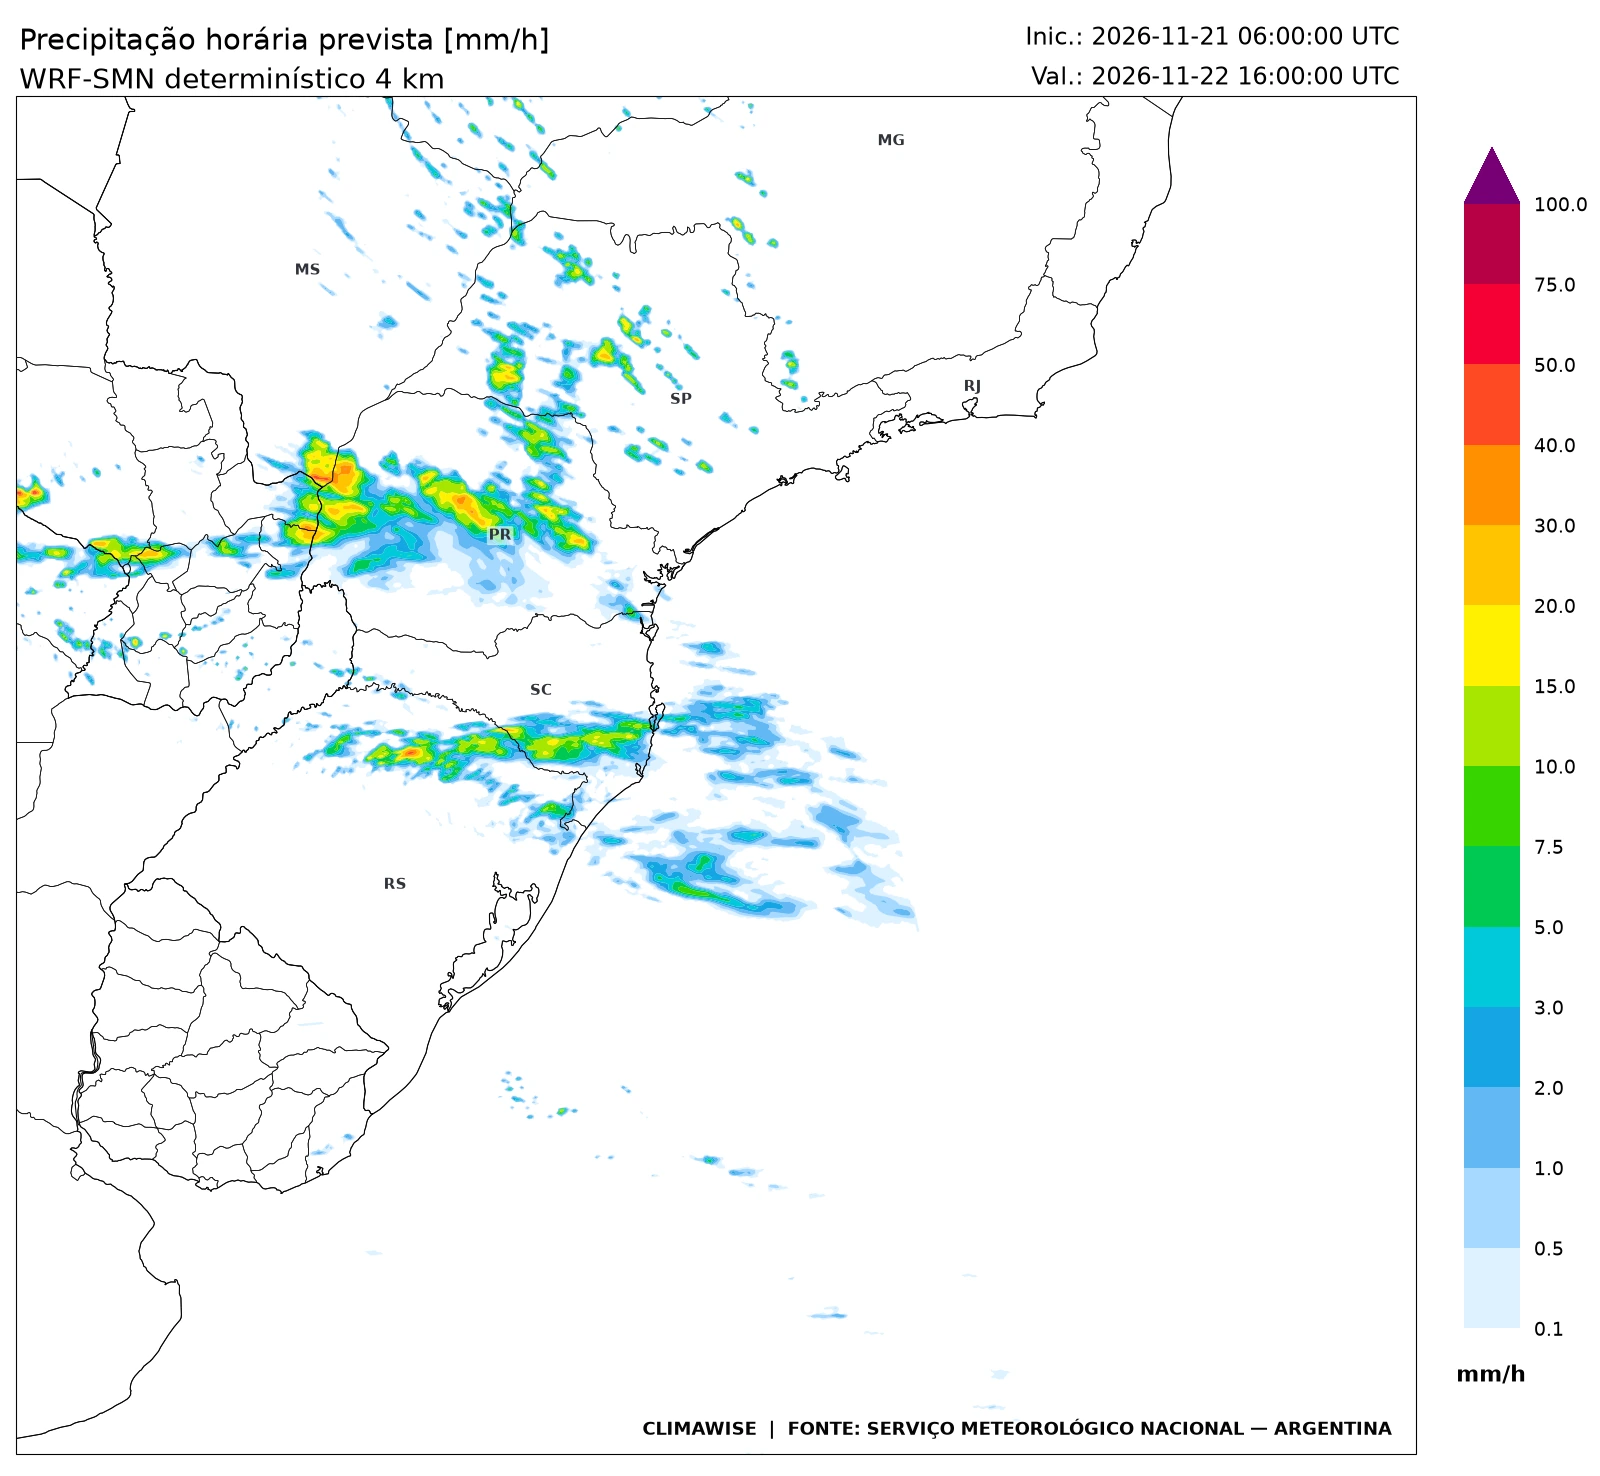 Precipitação horária prevista [mm/h]
WRF-SMN determinístico 4 km
Inic.: 2026-11-21 06:00:00 UTC
Val.: 2026-11-22 16:00:00 UTC
MG
MS
RJ
SP
PR
SC
RS
100.0
75.0
50.0
40.0
30.0
20.0
15.0
10.0
7.5
5.0
3.0
2.0
1.0
0.5
0.1
mm/h
CLIMAWISE | FONTE: SERVIÇO METEOROLÓGICO NACIONAL — ARGENTINA